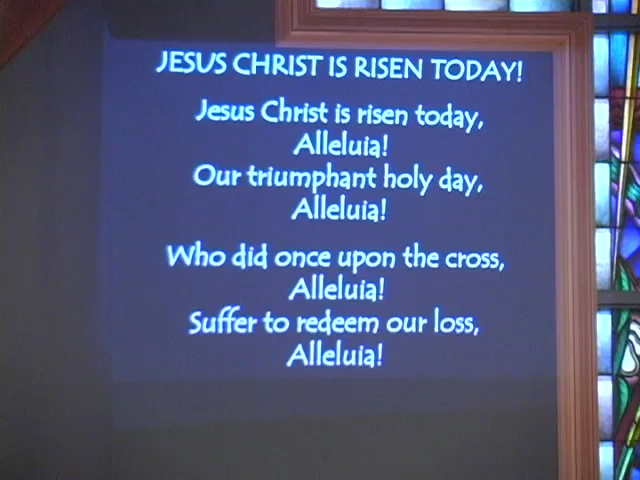 JESUS CHRIST IS RISEN TODAY!
Jesus Christ is risen today,
Alleluia!
Our triumphant holy day,
Alleluia!
Who did once upon the cross,
Alleluia!
Suffer to redeem our loss,
Alleluia!